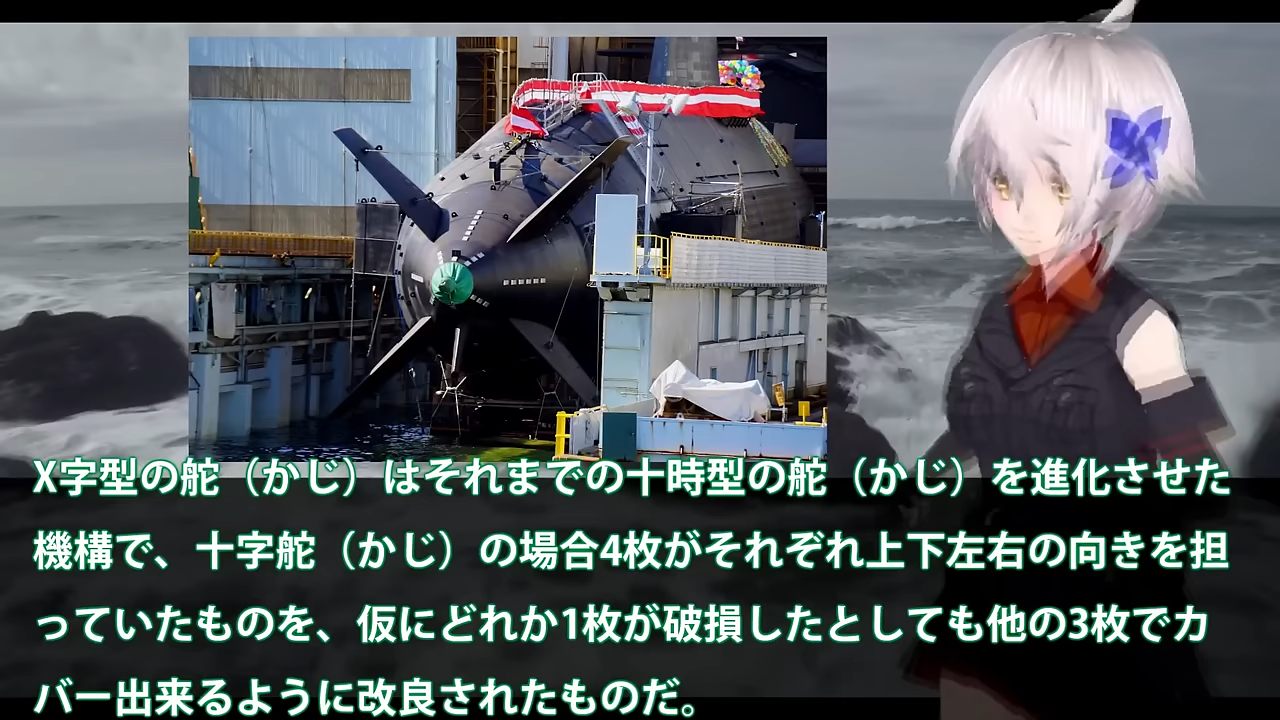 X字型の舵（かじ）はそれまでの十時型の舵（かじ）を進化させた
機構で、十字舵（かじ）の場合4枚がそれぞれ上下左右の向きを担
っていたものを、仮にどれか1枚が破損したとしても他の3枚でカ
バー出来るように改良されたものだ。